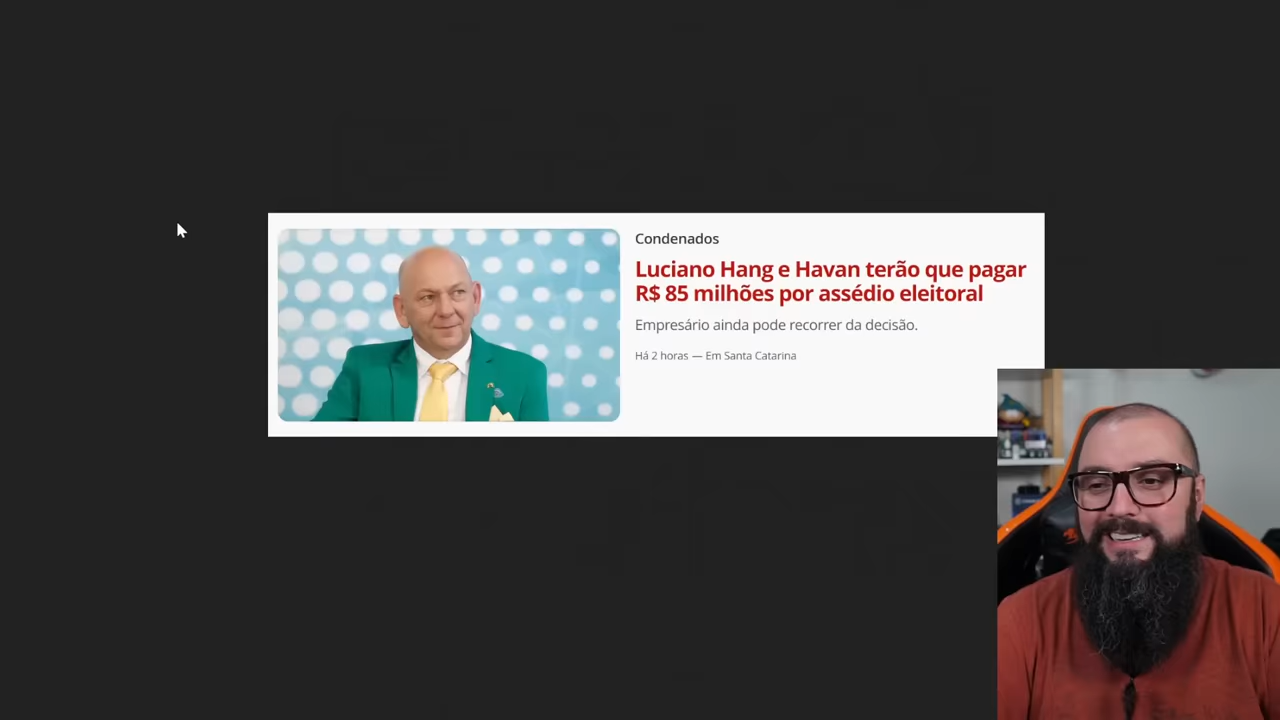 Condenados
Luciano Hang e Havan terão que pagar
R$ 85 milhões por assédio eleitoral
Empresário ainda pode recorrer da decisão.
Há 2 horas — Em Santa Catarina